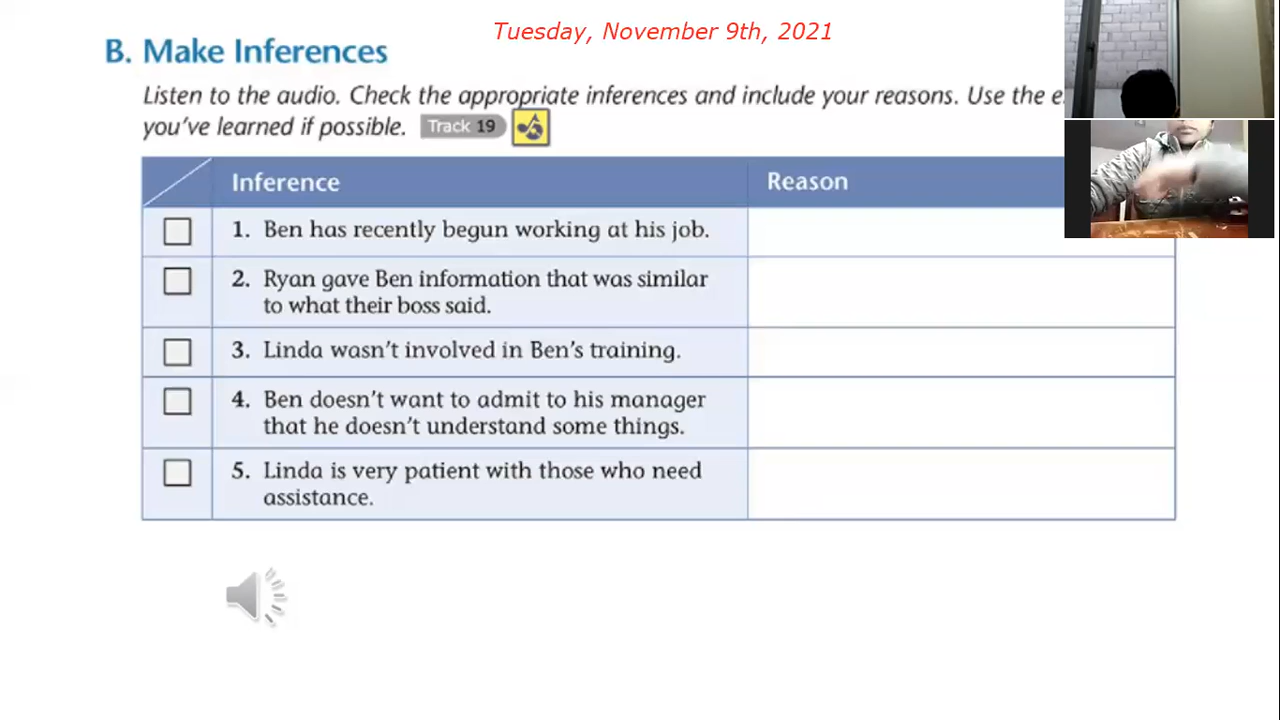 Tuesday, November 9th, 2021
B. Make Inferences
Listen to the audio. Check the appropriate inferences and include your reasons. Use the
you've learned if possible. Track 19
Inference Reason
1. Ben has recently begun working at his job.
2. Ryan gave Ben information that was similar
to what their boss said.
3. Linda wasn't involved in Ben's training.
4. Ben doesn't want to admit to his manager
that he doesn't understand some things.
5. Linda is very patient with those who need
assistance.